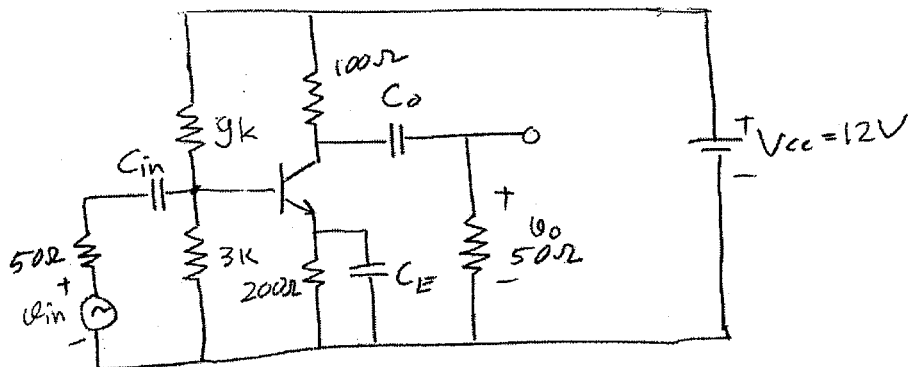 100Ω
Co
9k
Cin
+
Vcc=12V
-
50Ω
+
vin
-
3K
200Ω
CE
+
vo
50Ω
-